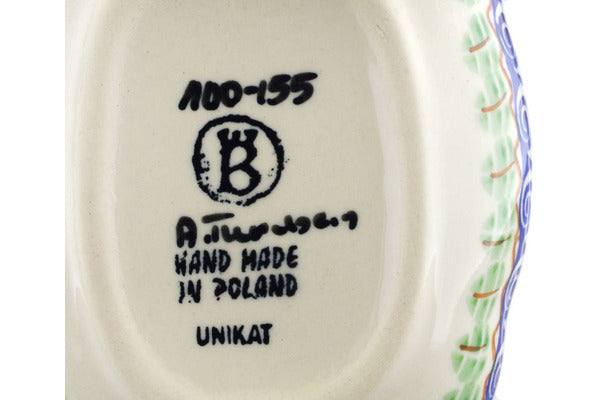 100-155
B
HAND MADE
IN POLAND
UNIKAT